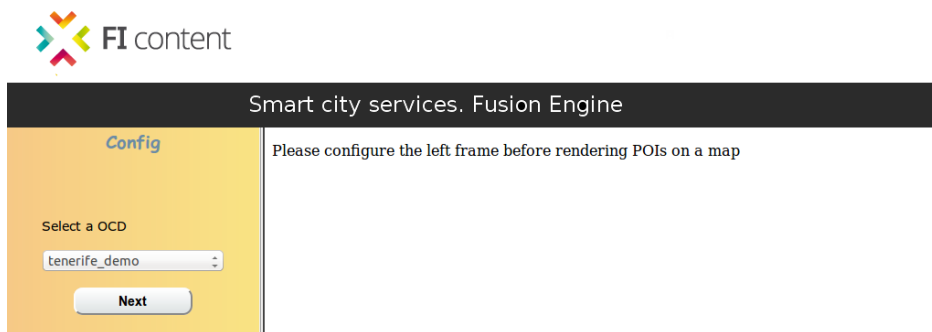 FI content
Smart city services. Fusion Engine
Config
Please configure the left frame before rendering POIs on a map
Select a OCD
tenerife_demo
Next